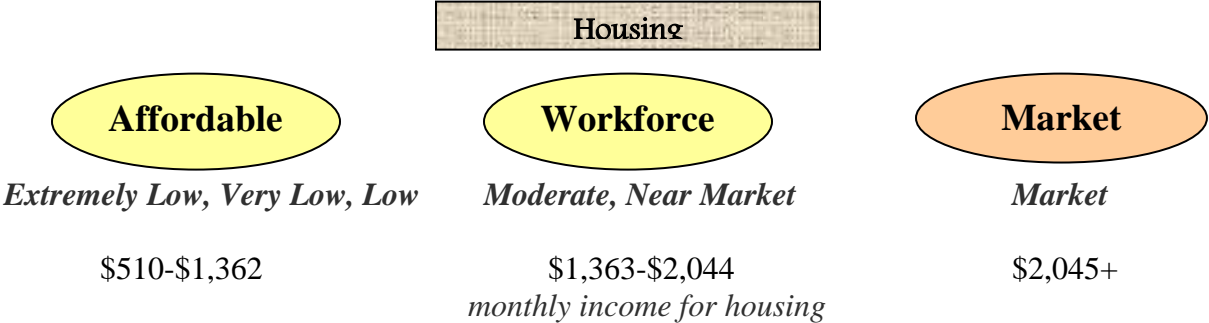 Housing
Affordable
Workforce
Market
Extremely Low, Very Low, Low
Moderate, Near Market
Market
$510-$1,362
$1,363-$2,044
$2,045+
monthly income for housing